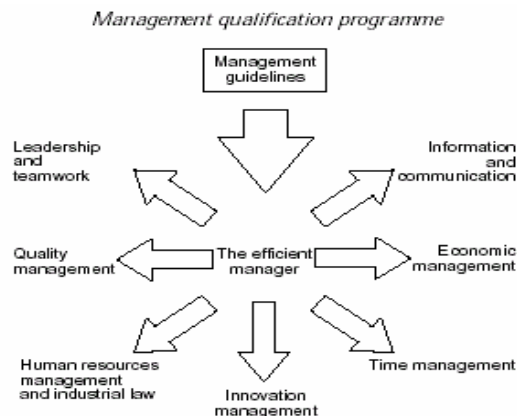 Management qualification programme
Management
guidelines
Leadership
and
teamwork
Information
and
communication
Quality
management
The efficient
manager
Economic
management
Human resources
management
and industrial law
Innovation
management
Time management